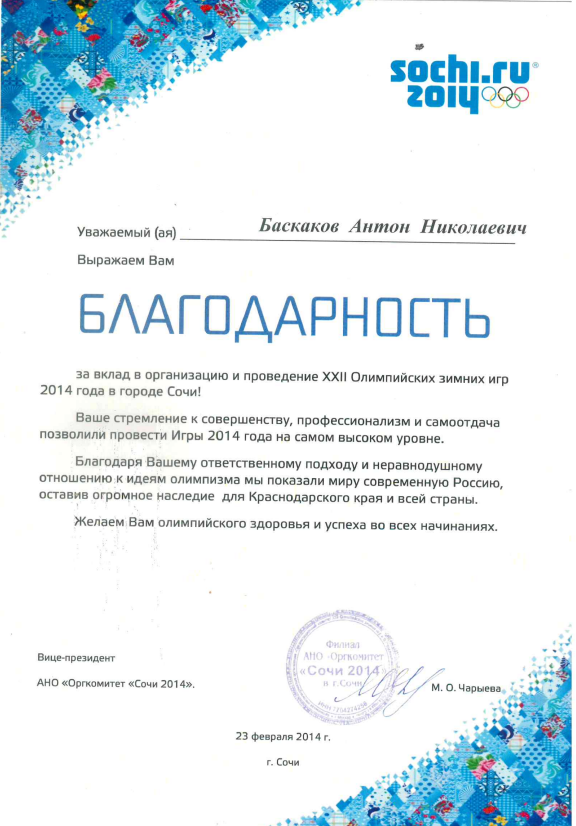 sochi.ru
2014
Уважаемый (ая) Баскаков Антон Николаевич
Выражаем Вам
БЛАГОДАРНОСТЬ
за вклад в организацию и проведение XXII Олимпийских зимних игр
2014 года в городе Сочи!
Ваше стремление к совершенству, профессионализм и самоотдача
позволили провести Игры 2014 года на самом высоком уровне.
Благодаря Вашему ответственному подходу и неравнодушному
отношению к идеям олимпизма мы показали миру современную Россию,
оставив огромное наследие для Краснодарского края и всей страны.
Желаем Вам олимпийского здоровья и успеха во всех начинаниях.
Филиал
АНО «Оргкомитет
«Сочи 2014»
в г.Сочи
Вице-президент
АНО «Оргкомитет «Сочи 2014».
М. О. Чарыева
23 февраля 2014 г.
г. Сочи